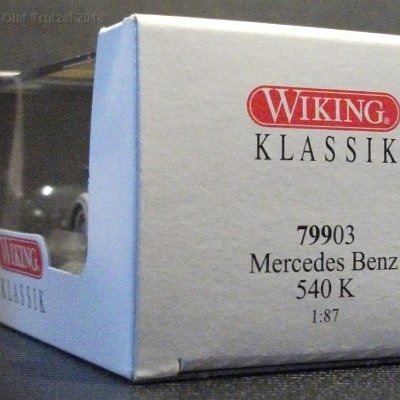 © Olaf Trutzel 2018
WIKING®
KLASSIK
79903
Mercedes Benz
540 K
1:87
WIKING
KLASSIK